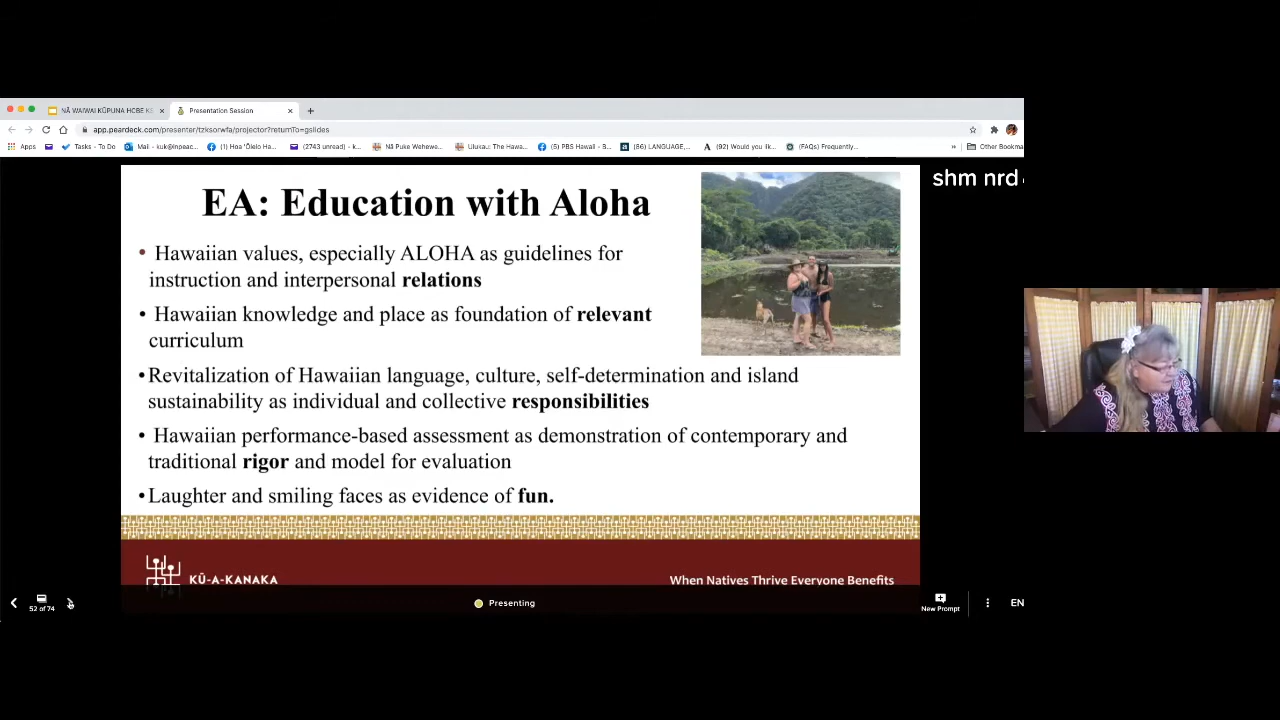 NĀ WAIWAI KŪPUNA HCBE K
Presentation Session
app.peardeck.com/presenter/tzksorwfa/projector?returnTo=gslides
Apps
Tasks - To Do
Mail - kuk@inpeac...
(1) Hoa ʻŌlelo Ha...
(2743 unread) - k...
Nā Puke Wehewe...
Ulukau: The Hawa...
(5) PBS Hawaii - B...
(86) LANGUAGE,...
(92) Would you lik...
(FAQs) Frequently...
»
Other Bookma
shm nrd
EA: Education with Aloha
• Hawaiian values, especially ALOHA as guidelines for
instruction and interpersonal relations
• Hawaiian knowledge and place as foundation of relevant
curriculum
•Revitalization of Hawaiian language, culture, self-determination and island
sustainability as individual and collective responsibilities
• Hawaiian performance-based assessment as demonstration of contemporary and
traditional rigor and model for evaluation
•Laughter and smiling faces as evidence of fun.
KŪ-A-KANAKA
When Natives Thrive Everyone Benefits
52 of 74
Presenting
New Prompt
EN